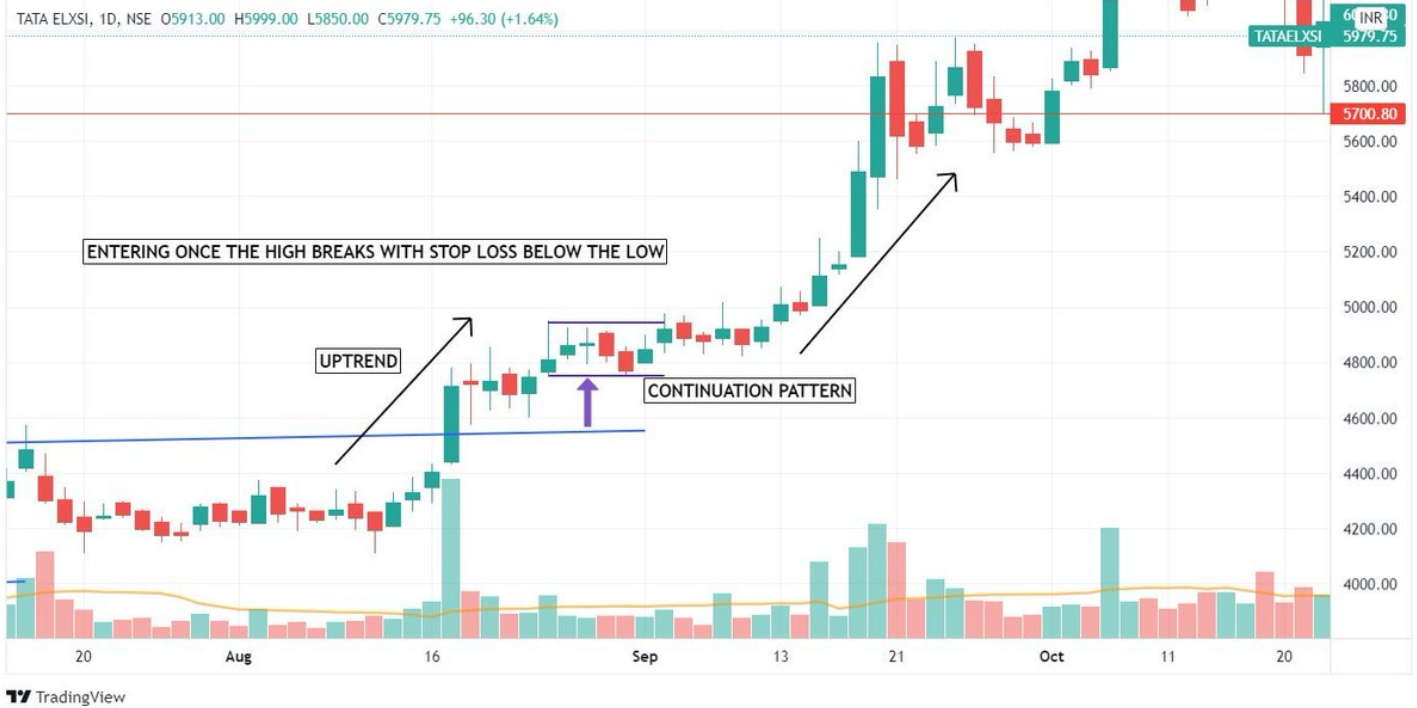 TATA ELXSI, 1D, NSE O5913.00 H5999.00 L5850.00 C5979.75 +96.30 (+1.64%)
INR
TATAELXSI 5979.75
5800.00
5700.80
5600.00
5400.00
ENTERING ONCE THE HIGH BREAKS WITH STOP LOSS BELOW THE LOW
5200.00
5000.00
UPTREND
4800.00
CONTINUATION PATTERN
4600.00
4400.00
4200.00
4000.00
20 Aug 16 Sep 13 21 Oct 11 20
TradingView